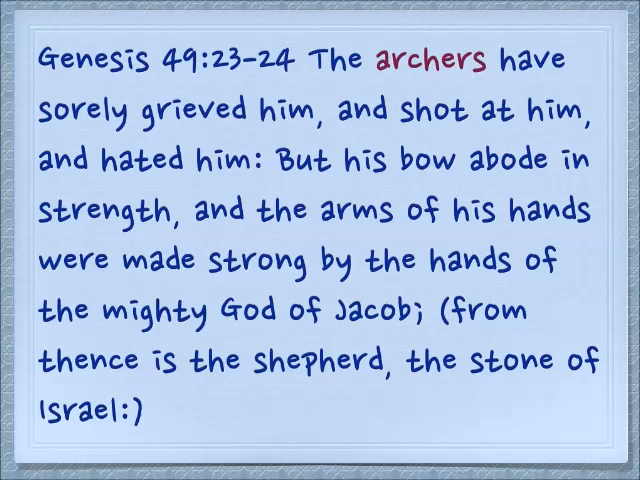 Genesis 49:23-24 The archers have
sorely grieved him, and shot at him,
and hated him: But his bow abode in
strength, and the arms of his hands
were made strong by the hands of
the mighty God of Jacob; (from
thence is the shepherd, the stone of
Israel:)